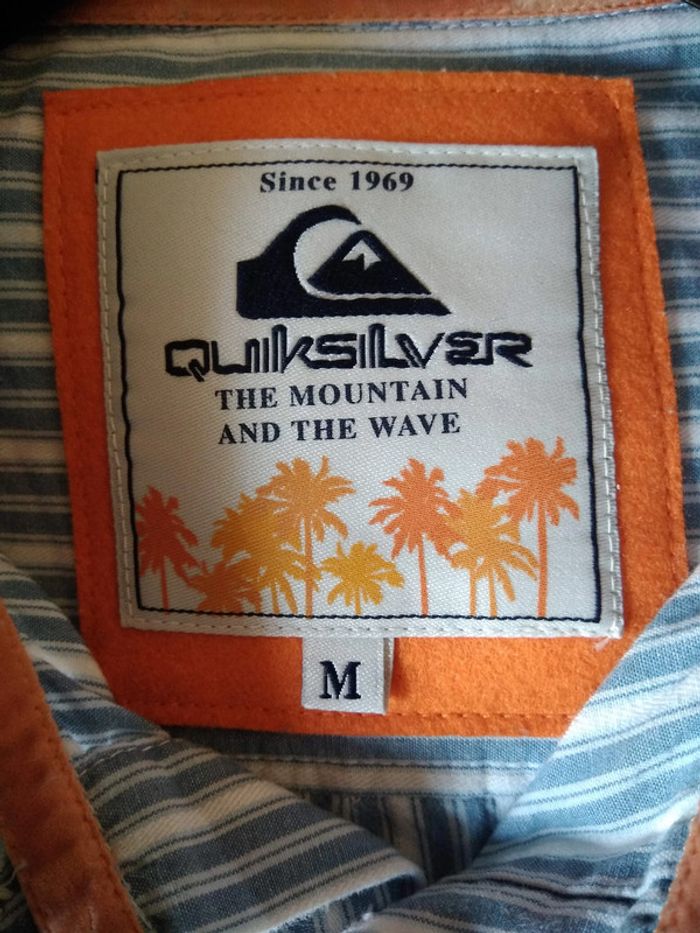 Since 1969
QUIKSILVER
THE MOUNTAIN
AND THE WAVE
M